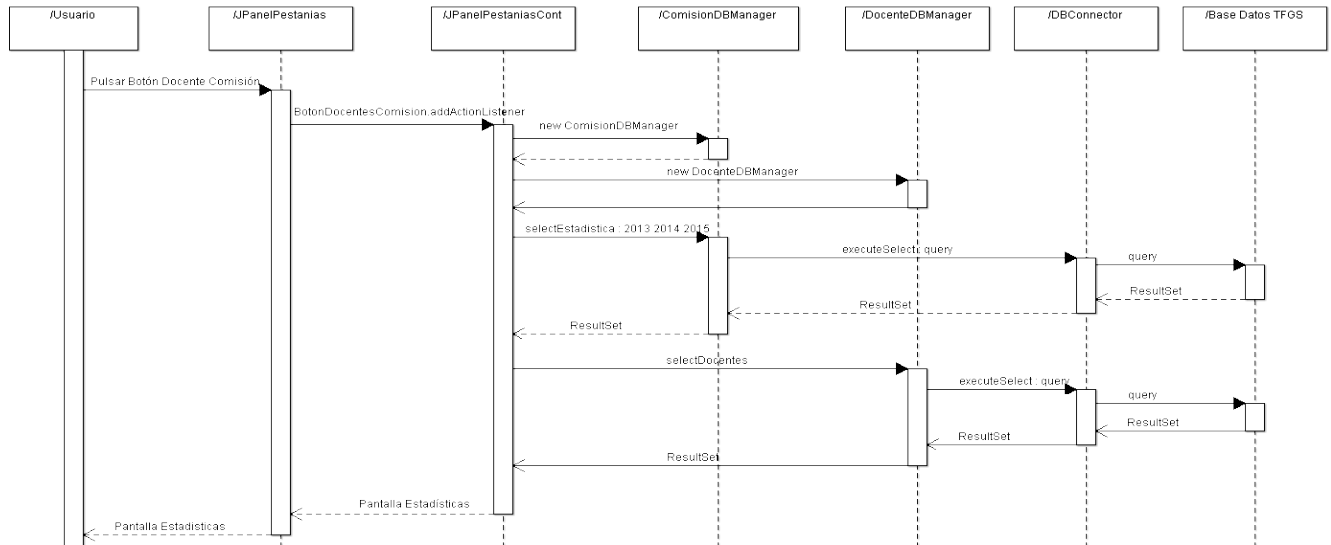 /Usuario
/JPanelPestanias
/JPanelPestaniasCont
/ComisionDBManager
/DocenteDBManager
/DBConnector
/Base Datos TFGS
Pulsar Botón Docente Comisión
BotonDocentesComision.addActionListener
new ComisionDBManager
new DocenteDBManager
selectEstadistica : 2013 2014 2015
executeSelect : query
query
ResultSet
ResultSet
ResultSet
selectDocentes
executeSelect : query
query
ResultSet
ResultSet
ResultSet
Pantalla Estadísticas
Pantalla Estadisticas